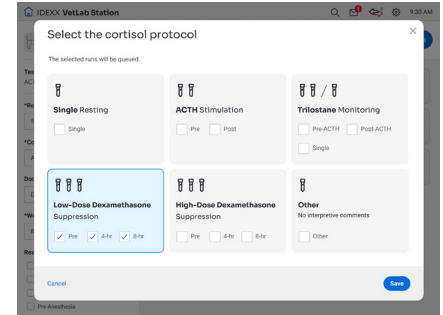 IDEXX VetLab Station
9:30 AM
Select the cortisol protocol
The selected runs will be queued.
Single Resting
Single
ACTH Stimulation
Pre Post
Trilostane Monitoring
Pre-ACTH Post-ACTH
Single
Low-Dose Dexamethasone
Suppression
Pre 4-hr 8-hr
High-Dose Dexamethasone
Suppression
Pre 4-hr 8-hr
Other
No interpretive comments
Other
Cancel
Save
Pre-Anesthesia